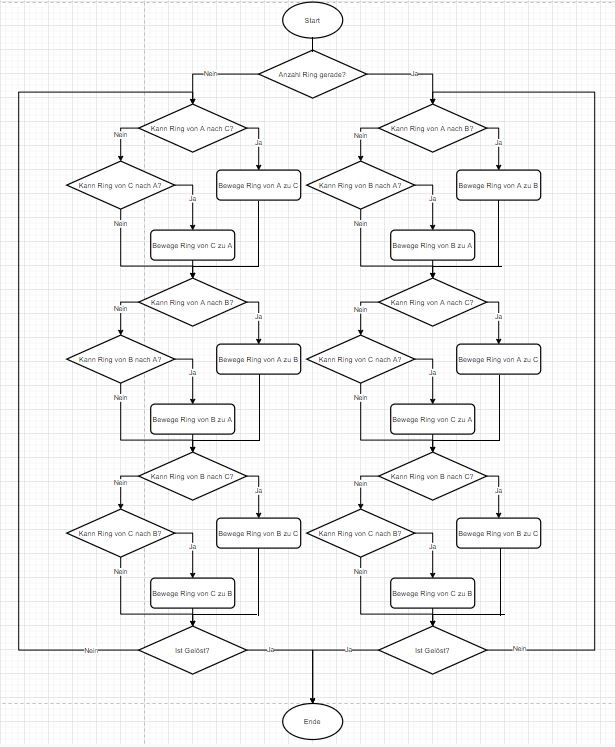 Start
Anzahl Ring gerade?
Nein
Ja
Kann Ring von A nach C?
Kann Ring von A nach B?
Nein
Ja
Nein
Ja
Kann Ring von C nach A?
Bewege Ring von A zu C
Kann Ring von B nach A?
Bewege Ring von A zu B
Ja
Ja
Nein
Nein
Bewege Ring von C zu A
Bewege Ring von B zu A
Kann Ring von A nach B?
Kann Ring von A nach C?
Nein
Ja
Nein
Ja
Kann Ring von B nach A?
Bewege Ring von A zu B
Kann Ring von C nach A?
Bewege Ring von A zu C
Ja
Ja
Nein
Nein
Bewege Ring von B zu A
Bewege Ring von C zu A
Kann Ring von B nach C?
Kann Ring von B nach C?
Nein
Ja
Nein
Ja
Kann Ring von C nach B?
Bewege Ring von B zu C
Kann Ring von C nach B?
Bewege Ring von B zu C
Ja
Ja
Nein
Nein
Bewege Ring von C zu B
Bewege Ring von C zu B
Nein
Ist Gelöst?
Ja
Ja
Ist Gelöst?
Nein
Ende